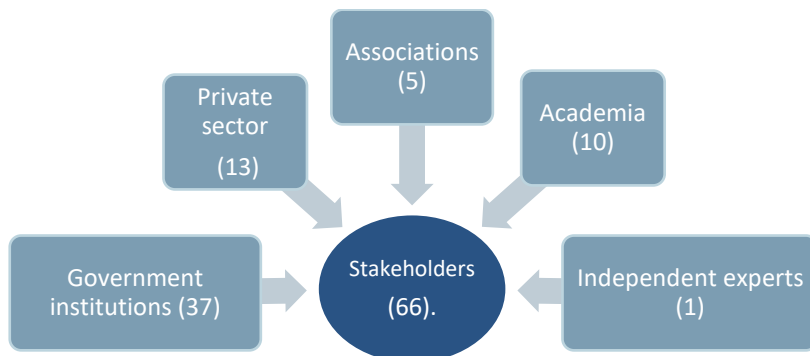 Associations
(5)
Private
sector
(13)
Academia
(10)
Government
institutions (37)
Stakeholders
(66).
Independent experts
(1)